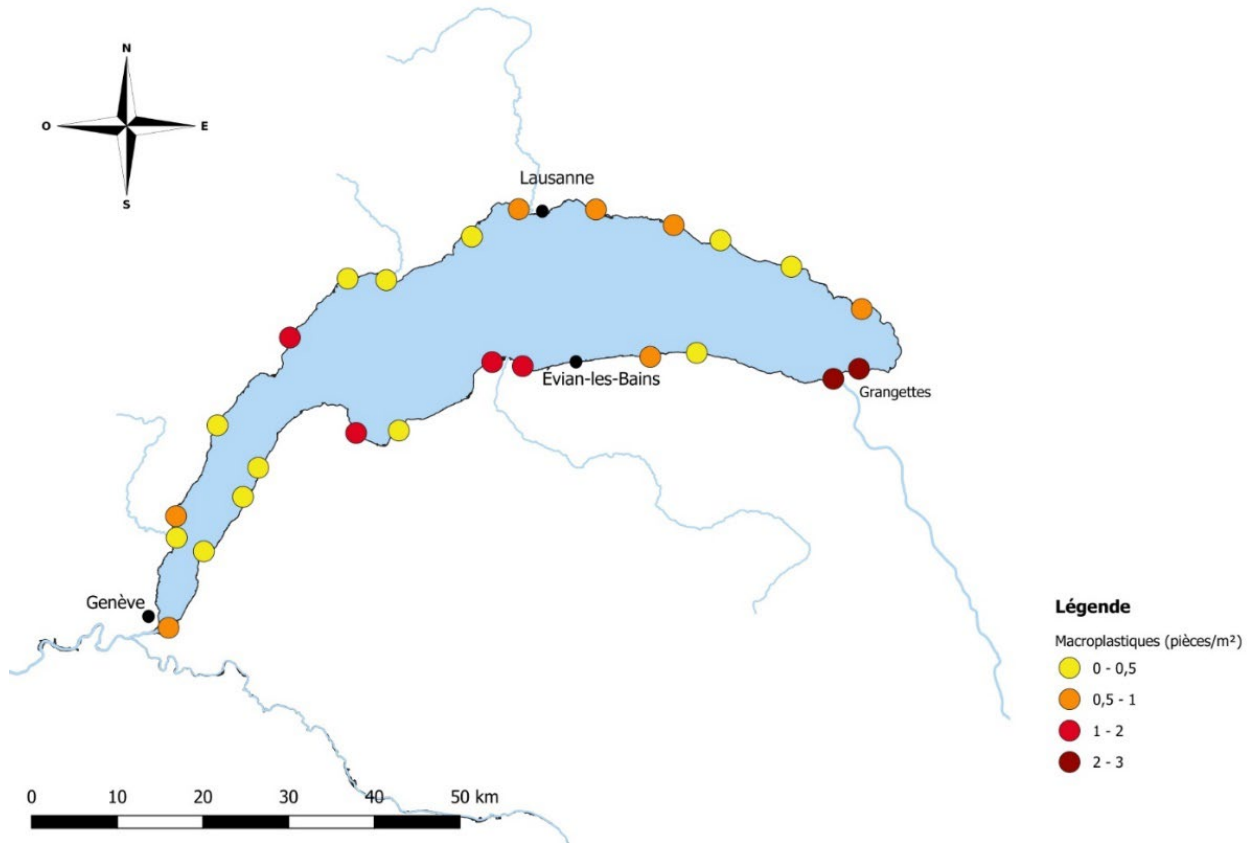 N
O
E
S
Lausanne
Évian-les-Bains
Grangettes
Genève
Légende
Macroplastiques (pièces/m²)
0 - 0,5
0,5 - 1
1 - 2
2 - 3
0 10 20 30 40 50 km